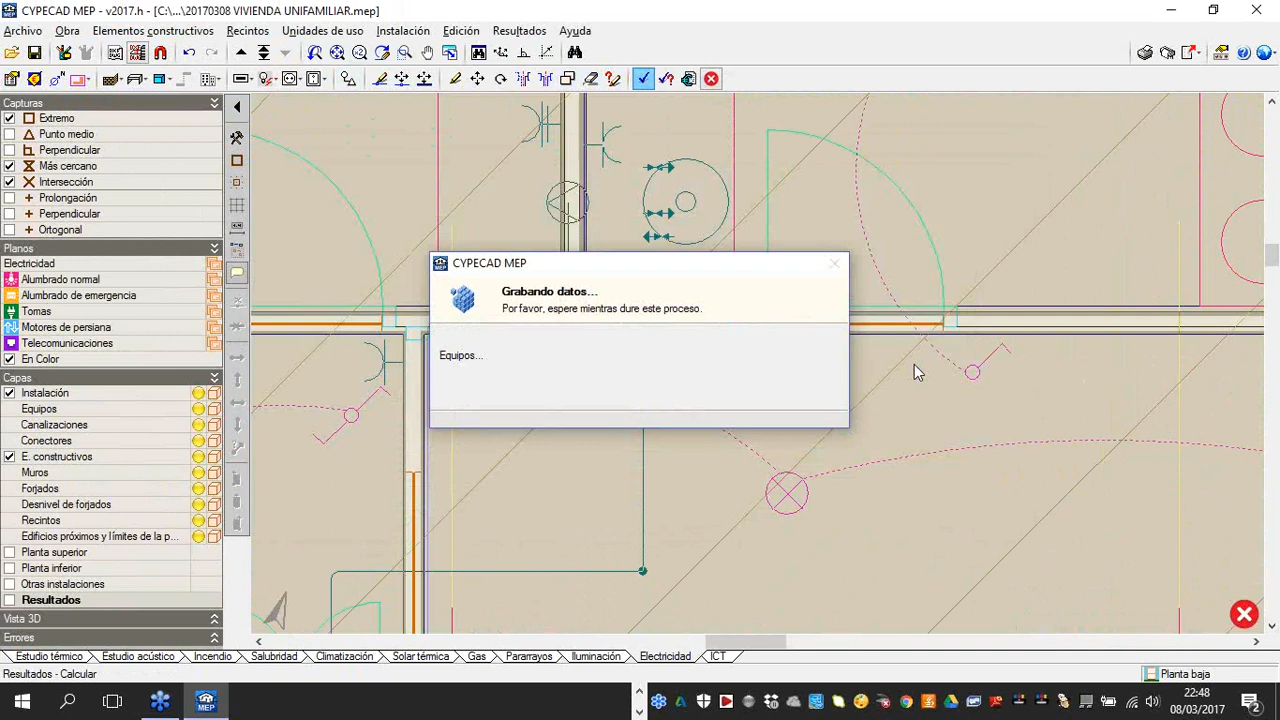 CYPECAD MEP - v2017.h - [C:\...\20170308 VIVIENDA UNIFAMILIAR.mep]
Archivo Obra Elementos constructivos Recintos Unidades de uso Instalación Edición Resultados Ayuda
Capturas
Extremo
Punto medio
Perpendicular
Más cercano
Intersección
Prolongación
Perpendicular
Ortogonal
Planos
Electricidad
Alumbrado normal
Alumbrado de emergencia
Tomas
Motores de persiana
Telecomunicaciones
En Color
Capas
Instalación
Equipos
Canalizaciones
Conectores
E. constructivos
Muros
Forjados
Desnivel de forjados
Recintos
Edificios próximos y límites de la p...
Planta superior
Planta inferior
Otras instalaciones
Resultados
Vista 3D
Errores
CYPECAD MEP
Grabando datos...
Por favor, espere mientras dure este proceso.
Equipos...
Estudio térmico Estudio acústico Incendio Salubridad Climatización Solar térmica Gas Pararrayos Iluminación Electricidad ICT
Resultados - Calcular
Planta baja
MEP
22:48
08/03/2017
2